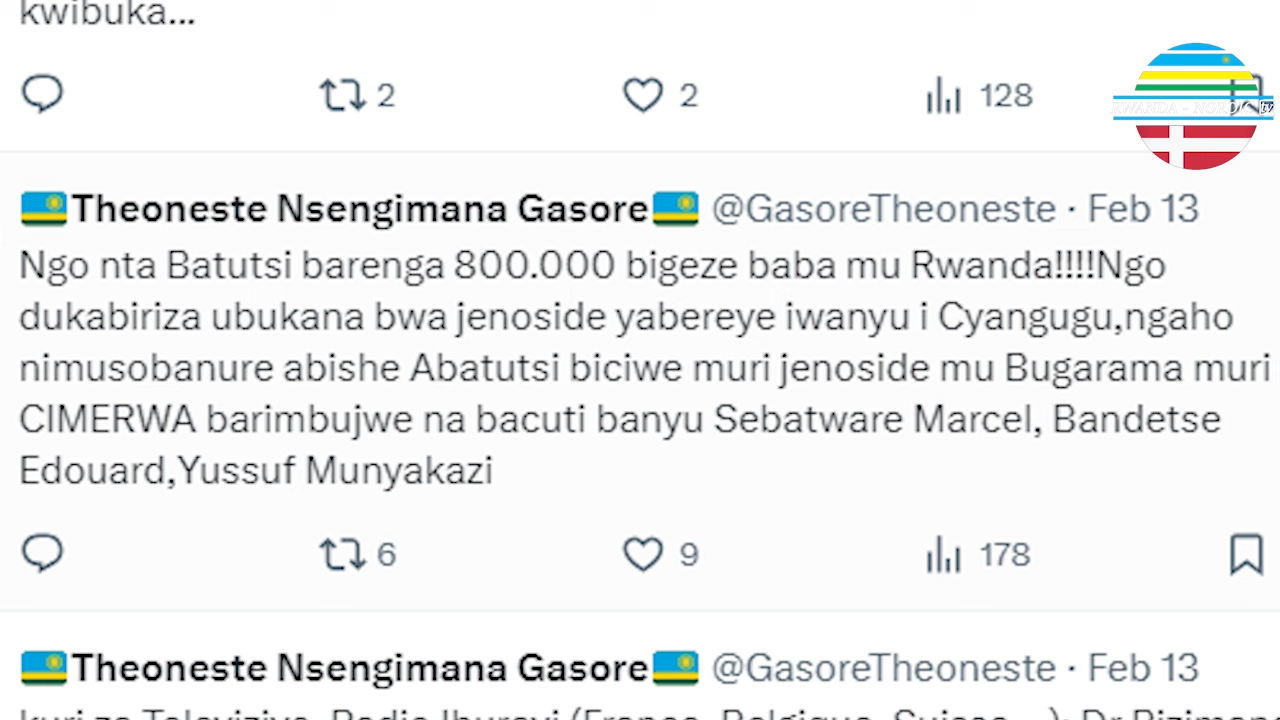 kwibuka...
2 2 128
RWANDA - NORDIC
Theoneste Nsengimana Gasore @GasoreTheoneste · Feb 13
Ngo nta Batutsi barenga 800.000 bigeze baba mu Rwanda!!!!Ngo
dukabiriza ubukana bwa jenoside yabereye iwanyu i Cyangugu,ngaho
nimusobanure abishe Abatutsi biciwe muri jenoside mu Bugarama muri
CIMERWA barimbujwe na bacuti banyu Sebatware Marcel, Bandetse
Edouard,Yussuf Munyakazi
6 9 178
Theoneste Nsengimana Gasore @GasoreTheoneste · Feb 13